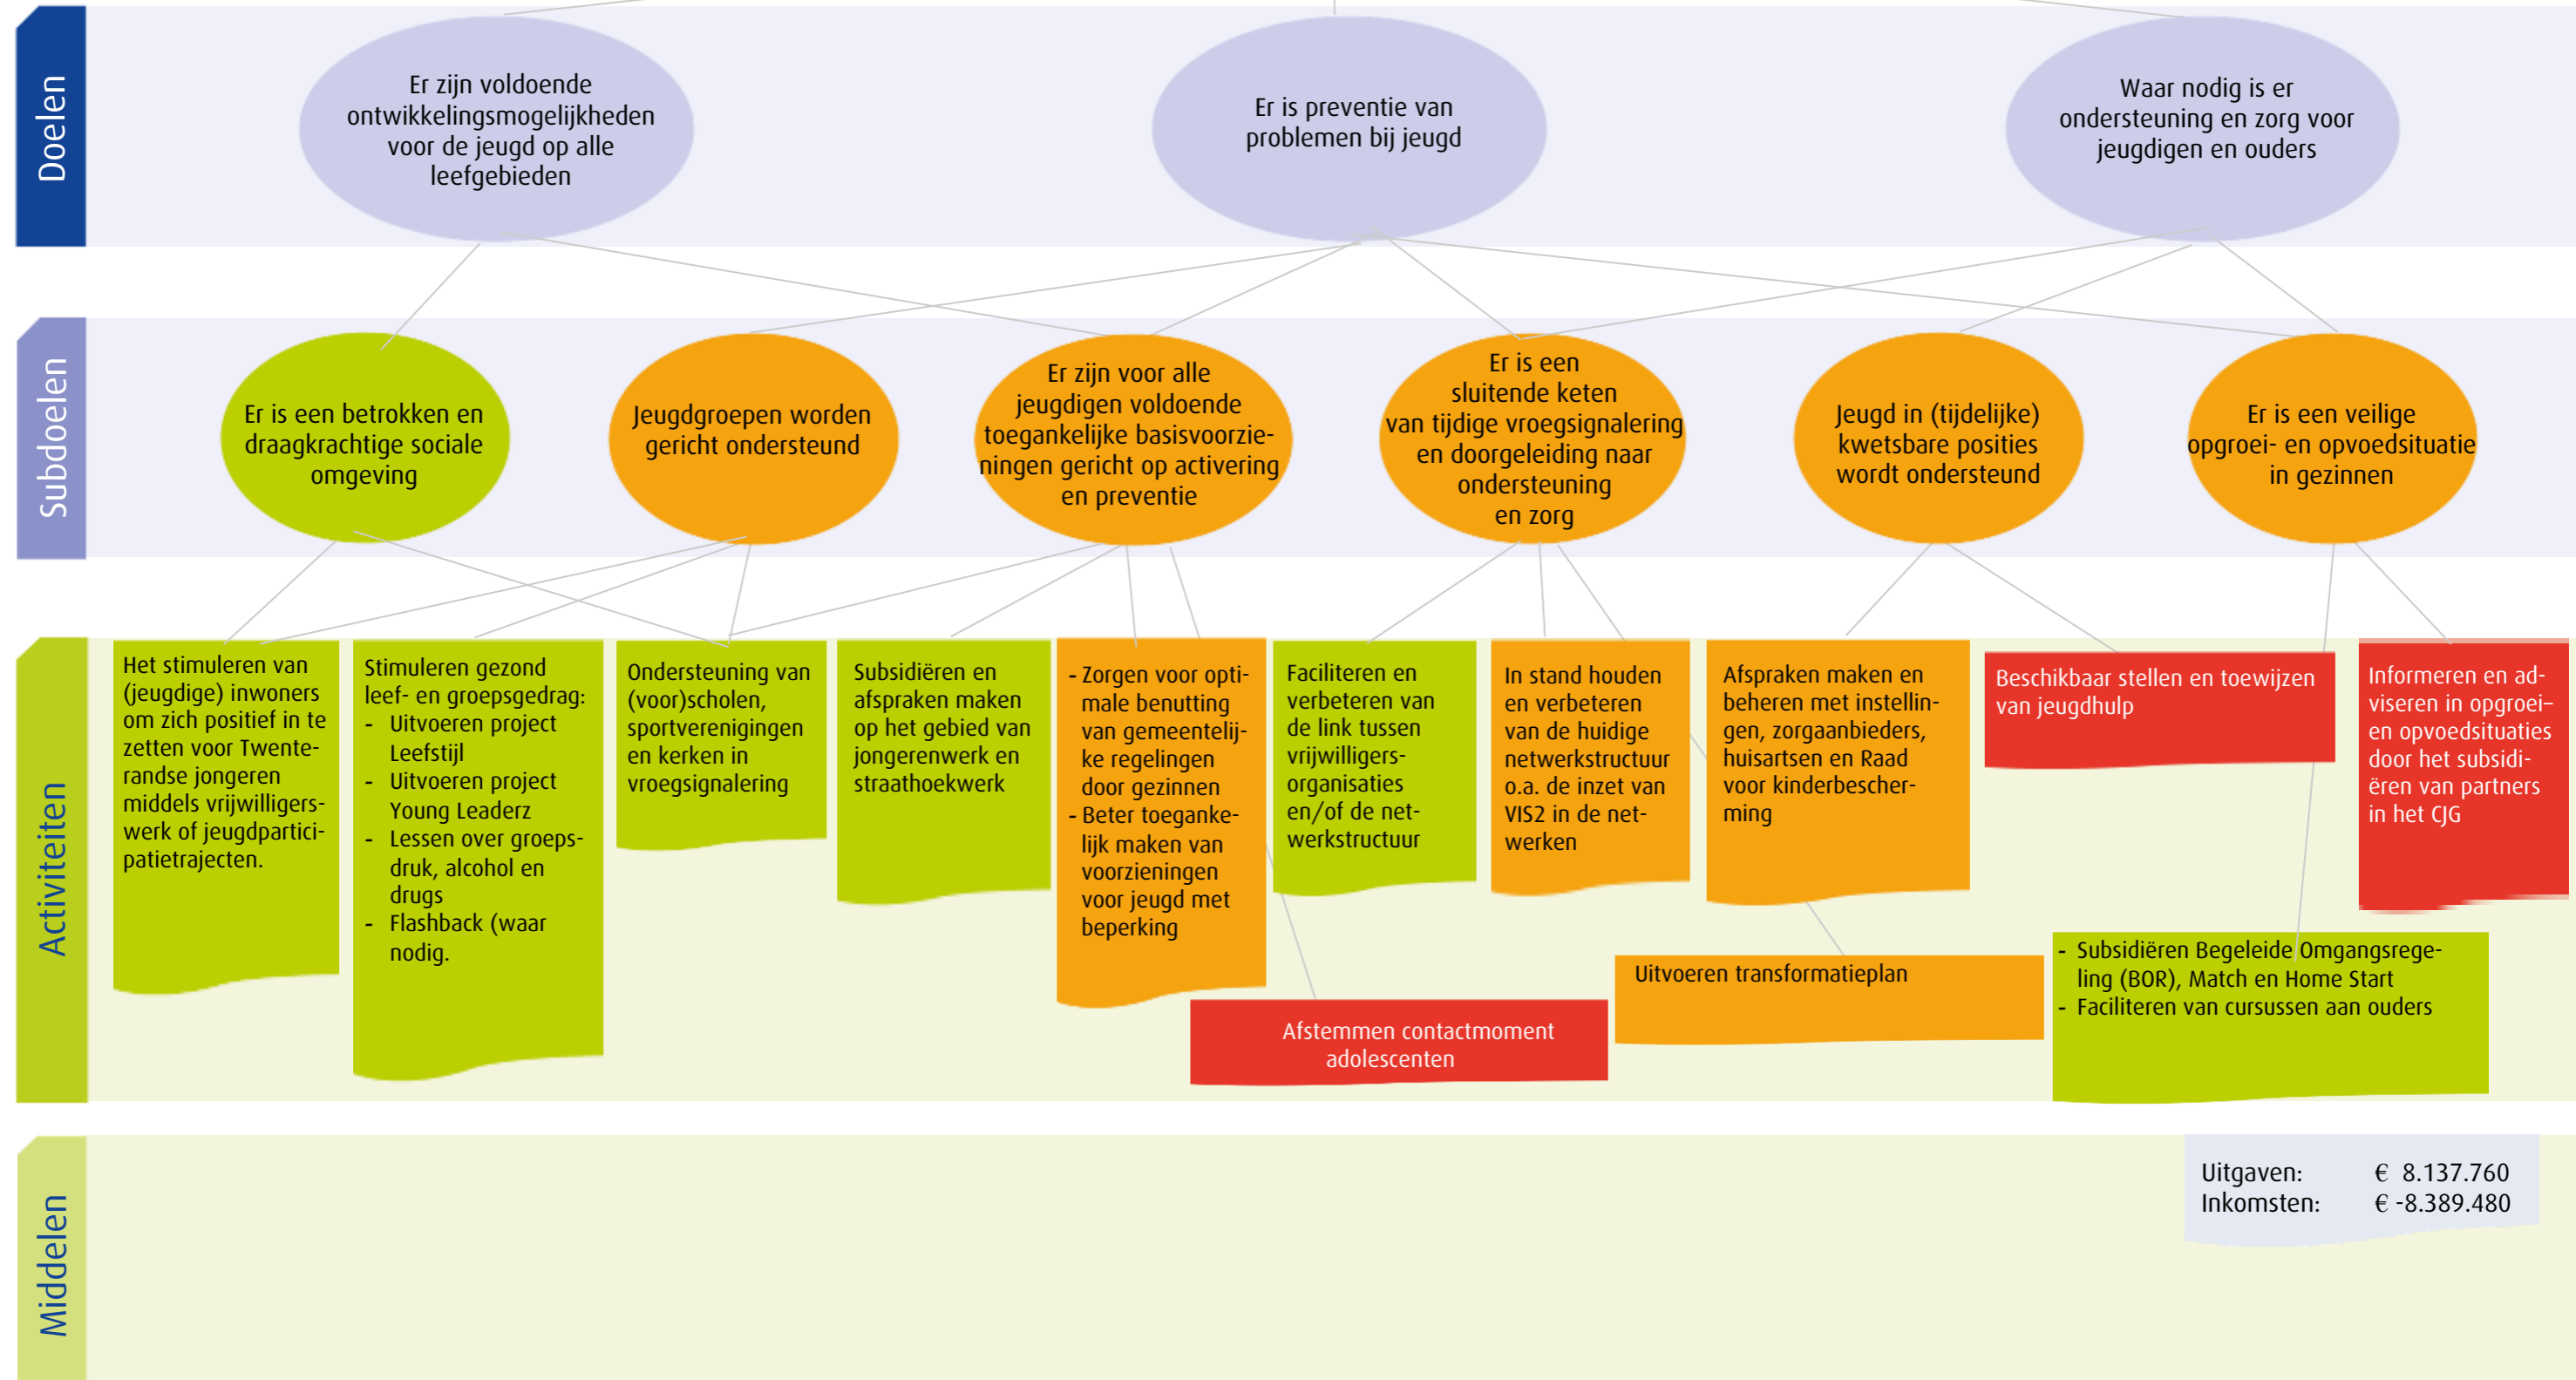 Doelen
Er zijn voldoende
ontwikkelingsmogelijkheden
voor de jeugd op alle
leefgebieden
Er is preventie van
problemen bij jeugd
Waar nodig is er
ondersteuning en zorg voor
jeugdigen en ouders
Subdoelen
Er is een betrokken en
draagkrachtige sociale
omgeving
Jeugdgroepen worden
gericht ondersteund
Er zijn voor alle
jeugdigen voldoende
toegankelijke basisvoorzie-
ningen gericht op activering
en preventie
Er is een
sluitende keten
van tijdige vroegsignalering
en doorgeleiding naar
ondersteuning
en zorg
Jeugd in (tijdelijke)
kwetsbare posities
wordt ondersteund
Er is een veilige
opgroei- en opvoedsituatie
in gezinnen
Activiteiten
Het stimuleren van
(jeugdige) inwoners
om zich positief in te
zetten voor Twente-
randse jongeren
middels vrijwilligers-
werk of jeugdpartici-
patietrajecten.
Stimuleren gezond
leef- en groepsgedrag:
- Uitvoeren project
Leefstijl
- Uitvoeren project
Young Leaderz
- Lessen over groeps-
druk, alcohol en
drugs
- Flashback (waar
nodig.
Ondersteuning van
(voor)scholen,
sportverenigingen
en kerken in
vroegsignalering
Subsidiëren en
afspraken maken
op het gebied van
jongerenwerk en
straathoekwerk
- Zorgen voor opti-
male benutting
van gemeentelij-
ke regelingen
door gezinnen
- Beter toeganke-
lijk maken van
voorzieningen
voor jeugd met
beperking
Faciliteren en
verbeteren van
de link tussen
vrijwilligers-
organisaties
en/of de net-
werkstructuur
In stand houden
en verbeteren
van de huidige
netwerkstructuur
o.a. de inzet van
VIS2 in de net-
werken
Afspraken maken en
beheren met instellin-
gen, zorgaanbieders,
huisartsen en Raad
voor kinderbescher-
ming
Beschikbaar stellen en toewijzen
van jeugdhulp
Informeren en ad-
viseren in opgroei-
en opvoedsituaties
door het subsidi-
ëren van partners
in het CJG
Afstemmen contactmoment
adolescenten
Uitvoeren transformatieplan
- Subsidiëren Begeleide Omgangsrege-
ling (BOR), Match en Home Start
- Faciliteren van cursussen aan ouders
Middelen
Uitgaven: € 8.137.760
Inkomsten: € -8.389.480